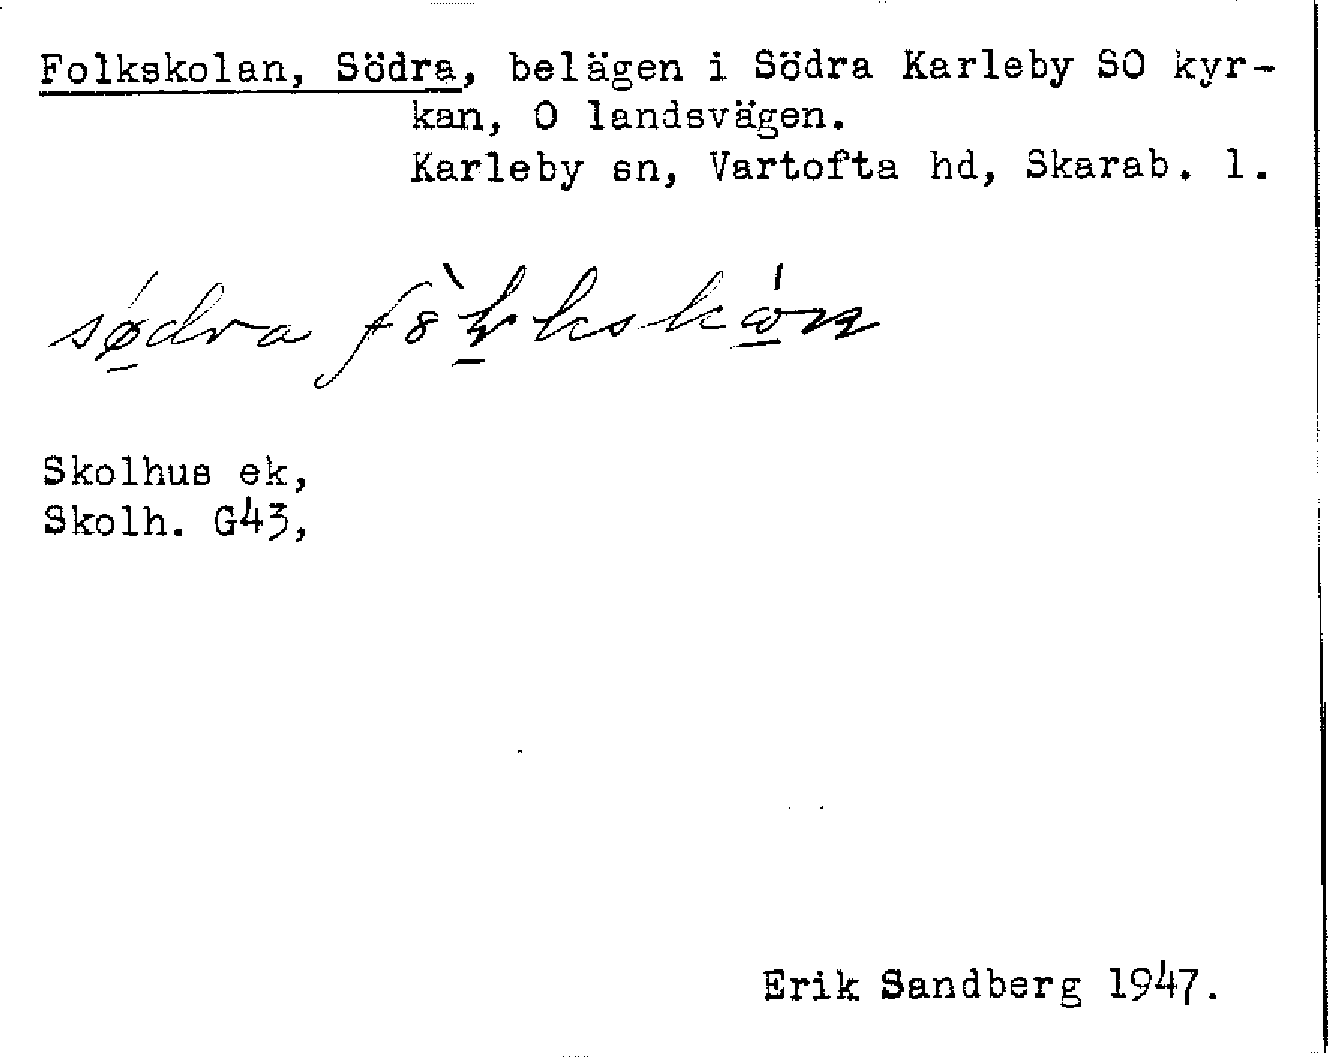 Folkskolan, Södra, belägen i Södra Karleby SO kyr-
kan, O landsvägen.
Karleby sn, Vartofta hd, Skarab. l.
södra
Skolhus ek,
Skolh. G43,
Erik Sandberg 1947.